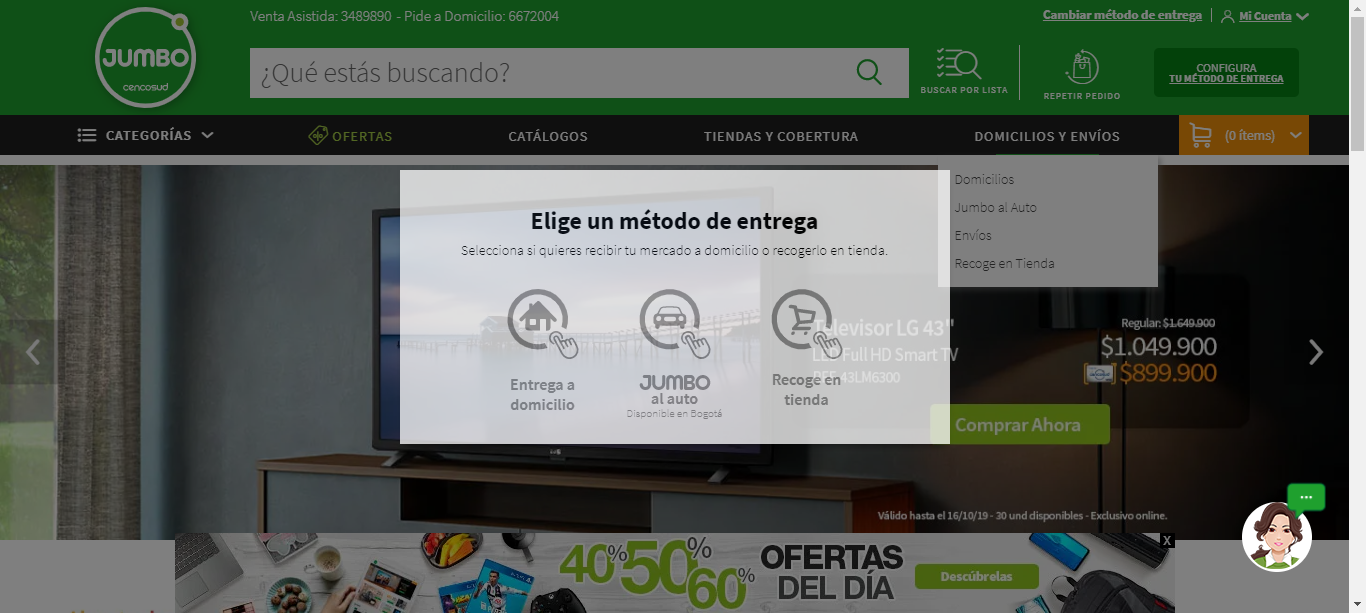 Venta Asistida: 3489890 - Pide a Domicilio: 6672004
Cambiar método de entrega
Mi Cuenta
JUMBO
cencosud
¿Qué estás buscando?
BUSCAR POR LISTA
REPETIR PEDIDO
CONFIGURA
TU MÉTODO DE ENTREGA
CATEGORÍAS
OFERTAS
CATÁLOGOS
TIENDAS Y COBERTURA
DOMICILIOS Y ENVÍOS
(0 ítems)
Domicilios
Jumbo al Auto
Envíos
Recoge en Tienda
Elige un método de entrega
Selecciona si quieres recibir tu mercado a domicilio o recogerlo en tienda.
Entrega a
domicilio
JUMBO
al auto
Disponible en Bogotá
Recoge en
tienda
Televisor LG 43"
LED Full HD Smart TV
REF 43LM6300
Regular: $1.649.900
$1.049.900
$899.900
Comprar Ahora
LG
Válido hasta el 16/10/19 - 30 und disponibles - Exclusivo online.
X
40% 50% 60%
OFERTAS
DEL DÍA
Descúbrelas